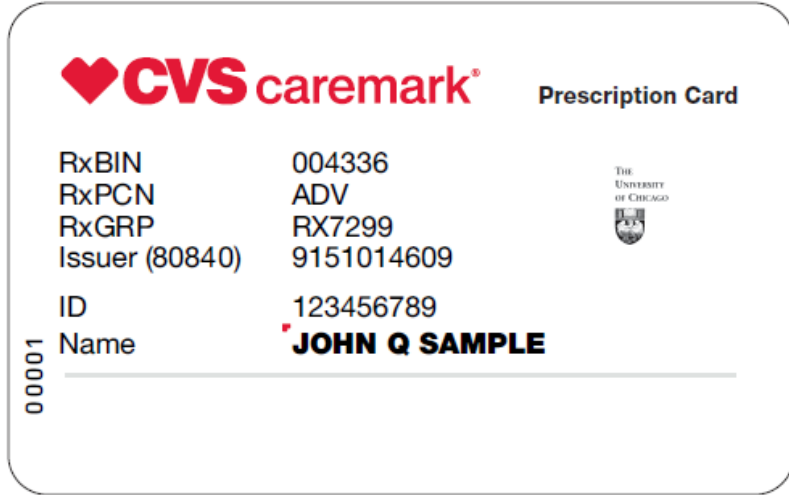 CVS caremark®
Prescription Card
RxBIN 004336
RxPCN ADV
RxGRP RX7299
Issuer (80840) 9151014609
THE
UNIVERSITY
OF CHICAGO
ID 123456789
Name JOHN Q SAMPLE
00001